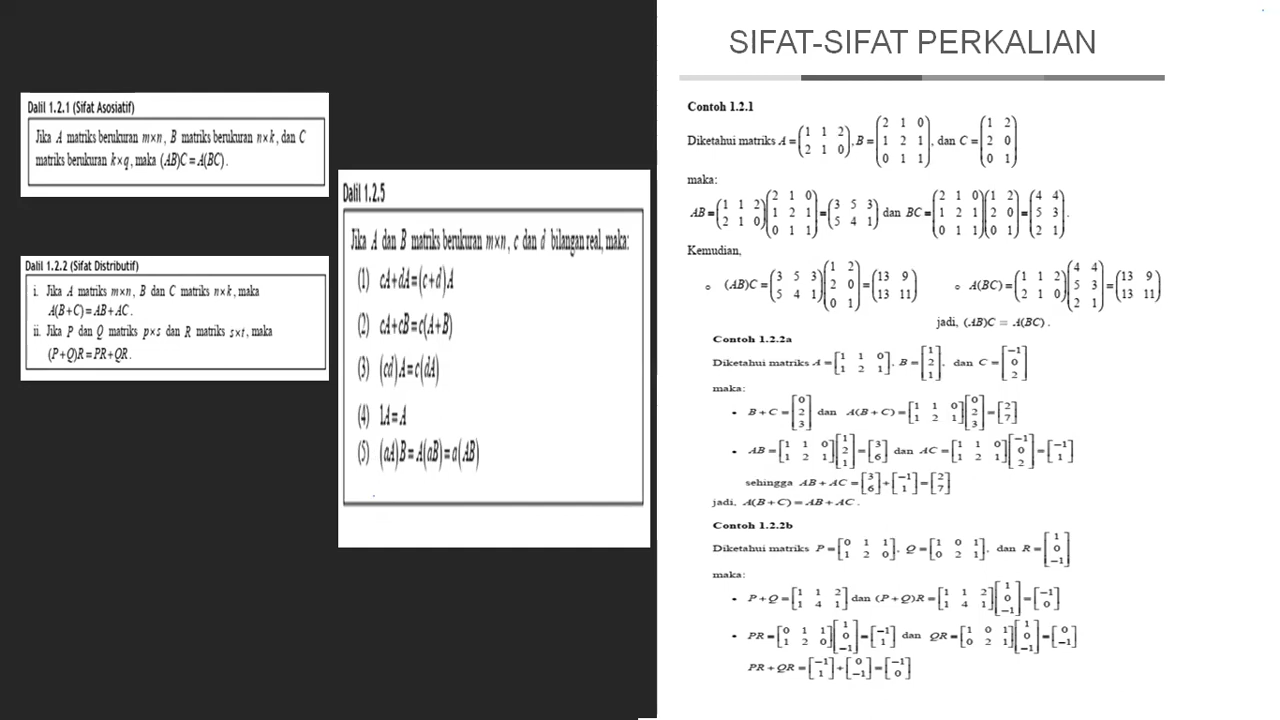 SIFAT-SIFAT PERKALIAN
Dalil 1.2.1 (Sifat Asosiatif)
Jika A matriks berukuran m×n, B matriks berukuran n×k, dan C
matriks berukuran k×q, maka (AB)C=A(BC).
Dalil 1.2.2 (Sifat Distributif)
i. Jika A matriks m×n, B dan C matriks n×k, maka
A(B+C)=AB+AC.
ii. Jika P dan Q matriks p×s dan R matriks s×t, maka
(P+Q)R=PR+QR.
Dalil 1.2.5
Jika A dan B matriks berukuran m×n, c dan d bilangan real, maka:
(1) cA+dA=(c+d)A
(2) cA+cB=c(A+B)
(3) (cd)A=c(dA)
(4) 1A=A
(5) (aA)B=A(aB)=a(AB)
Contoh 1.2.1
Diketahui matriks A=(1 1 2; 2 1 0), B=(2 1 0; 1 2 1; 0 1 1), dan C=(1 2; 2 0; 0 1)
maka:
AB=(1 1 2; 2 1 0)(2 1 0; 1 2 1; 0 1 1)=(3 5 3; 5 4 1) dan BC=(2 1 0; 1 2 1; 0 1 1)(1 2; 2 0; 0 1)=(4 4; 5 3; 2 1).
Kemudian,
○ (AB)C=(3 5 3; 5 4 1)(1 2; 2 0; 0 1)=(13 9; 13 11) ○ A(BC)=(1 1 2; 2 1 0)(4 4; 5 3; 2 1)=(13 9; 13 11)
jadi, (AB)C = A(BC).
Contoh 1.2.2a
Diketahui matriks A=[1 1 0; 1 2 1], B=[1; 2; 1], dan C=[−1; 0; 2]
maka:
• B+C=[0; 2; 3] dan A(B+C)=[1 1 0; 1 2 1][0; 2; 3]=[2; 7]
• AB=[1 1 0; 1 2 1][1; 2; 1]=[3; 6] dan AC=[1 1 0; 1 2 1][−1; 0; 2]=[−1; 1]
sehingga AB+AC=[3; 6]+[−1; 1]=[2; 7]
jadi, A(B+C)=AB+AC.
Contoh 1.2.2b
Diketahui matriks P=[0 1 1; 1 2 0], Q=[1 0 1; 0 2 1], dan R=[1; 0; −1]
maka:
• P+Q=[1 1 2; 1 4 1] dan (P+Q)R=[1 1 2; 1 4 1][1; 0; −1]=[−1; 0]
• PR=[0 1 1; 1 2 0][1; 0; −1]=[−1; 1] dan QR=[1 0 1; 0 2 1][1; 0; −1]=[0; −1]
PR+QR=[−1; 1]+[0; −1]=[−1; 0]